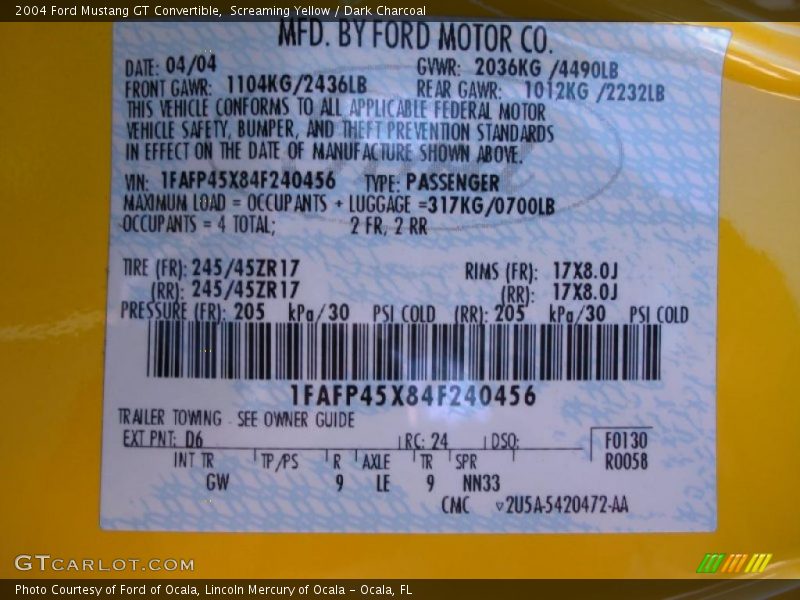 2004 Ford Mustang GT Convertible,  Screaming Yellow / Dark Charcoal
MFD. BY FORD MOTOR CO.
DATE: 04/04 GVWR: 2036KG /4490LB
FRONT GAWR: 1104KG/2436LB REAR GAWR: 1012KG /2232LB
THIS VEHICLE CONFORMS TO ALL APPLICABLE FEDERAL MOTOR
VEHICLE SAFETY, BUMPER, AND THEFT PREVENTION STANDARDS
IN EFFECT ON THE DATE OF MANUFACTURE SHOWN ABOVE.
VIN: 1FAFP45X84F240456 TYPE: PASSENGER
MAXIMUM LOAD = OCCUPANTS + LUGGAGE =317KG/0700LB
OCCUPANTS = 4 TOTAL; 2 FR, 2 RR
TIRE (FR): 245/45ZR17 RIMS (FR): 17X8.0J
(RR): 245/45ZR17 (RR): 17X8.0J
PRESSURE (FR): 205 kPa/30 PSI COLD (RR): 205 kPa/30 PSI COLD
1FAFP45X84F240456
TRAILER TOWING - SEE OWNER GUIDE
EXT PNT: D6 RC: 24 DSO: F0130
INT TR TP/PS R AXLE TR SPR R0058
GW 9 LE 9 NN33
CMC 2U5A-5420472-AA
GTCARLOT.COM
Photo Courtesy of Ford of Ocala, Lincoln Mercury of Ocala - Ocala, FL